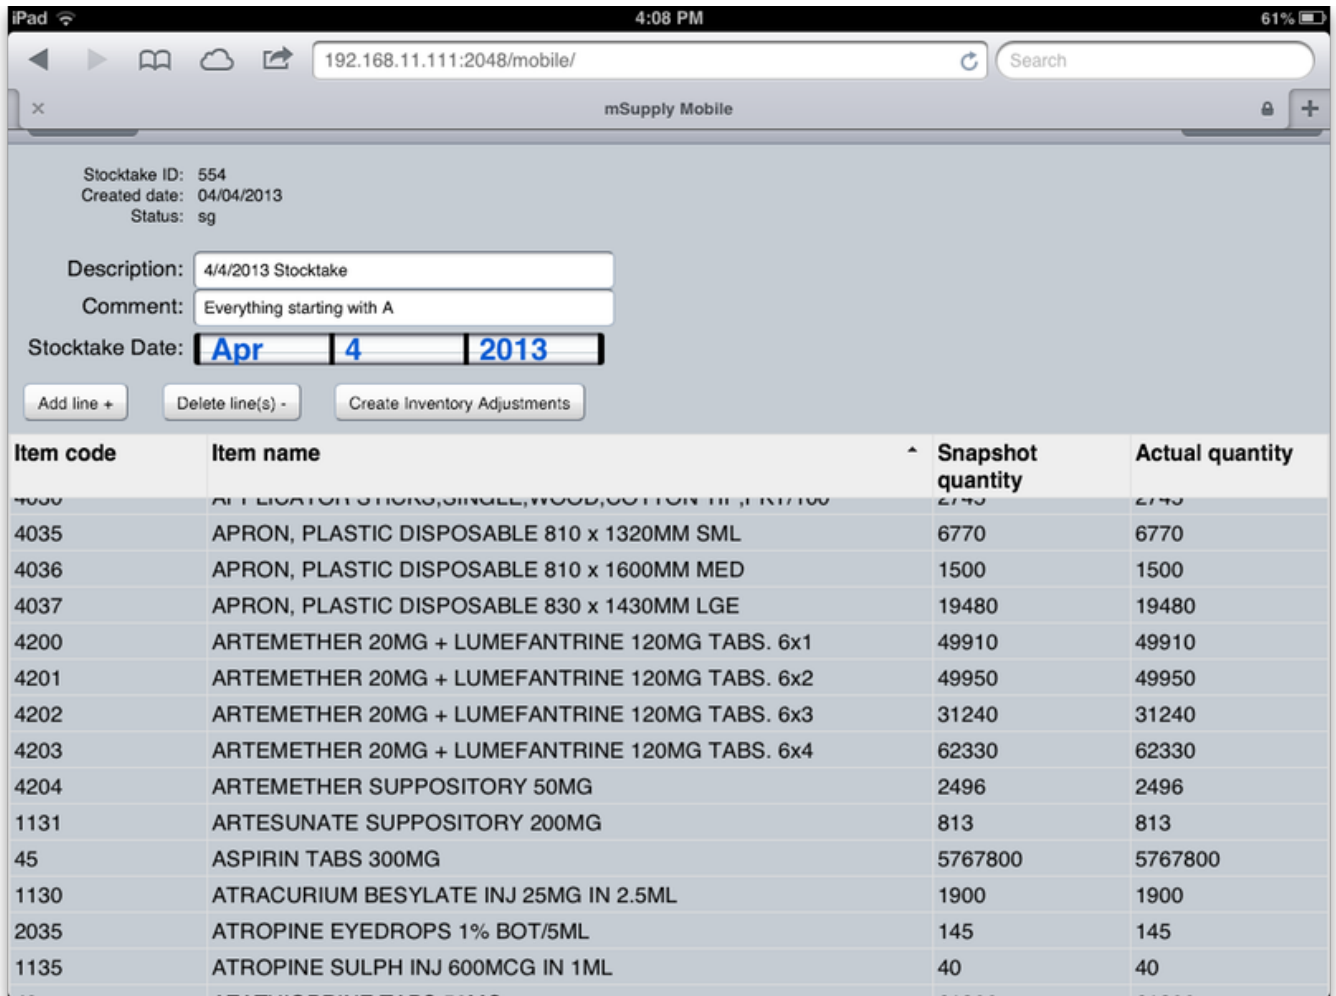 iPad 4:08 PM 61%
192.168.11.111:2048/mobile/ Search
mSupply Mobile
Stocktake ID: 554
Created date: 04/04/2013
Status: sg
Description: 4/4/2013 Stocktake
Comment: Everything starting with A
Stocktake Date: Apr 4 2013
Add line + Delete line(s) - Create Inventory Adjustments
Item code Item name Snapshot quantity Actual quantity
4035 APRON, PLASTIC DISPOSABLE 810 x 1320MM SML 6770 6770
4036 APRON, PLASTIC DISPOSABLE 810 x 1600MM MED 1500 1500
4037 APRON, PLASTIC DISPOSABLE 830 x 1430MM LGE 19480 19480
4200 ARTEMETHER 20MG + LUMEFANTRINE 120MG TABS. 6x1 49910 49910
4201 ARTEMETHER 20MG + LUMEFANTRINE 120MG TABS. 6x2 49950 49950
4202 ARTEMETHER 20MG + LUMEFANTRINE 120MG TABS. 6x3 31240 31240
4203 ARTEMETHER 20MG + LUMEFANTRINE 120MG TABS. 6x4 62330 62330
4204 ARTEMETHER SUPPOSITORY 50MG 2496 2496
1131 ARTESUNATE SUPPOSITORY 200MG 813 813
45 ASPIRIN TABS 300MG 5767800 5767800
1130 ATRACURIUM BESYLATE INJ 25MG IN 2.5ML 1900 1900
2035 ATROPINE EYEDROPS 1% BOT/5ML 145 145
1135 ATROPINE SULPH INJ 600MCG IN 1ML 40 40